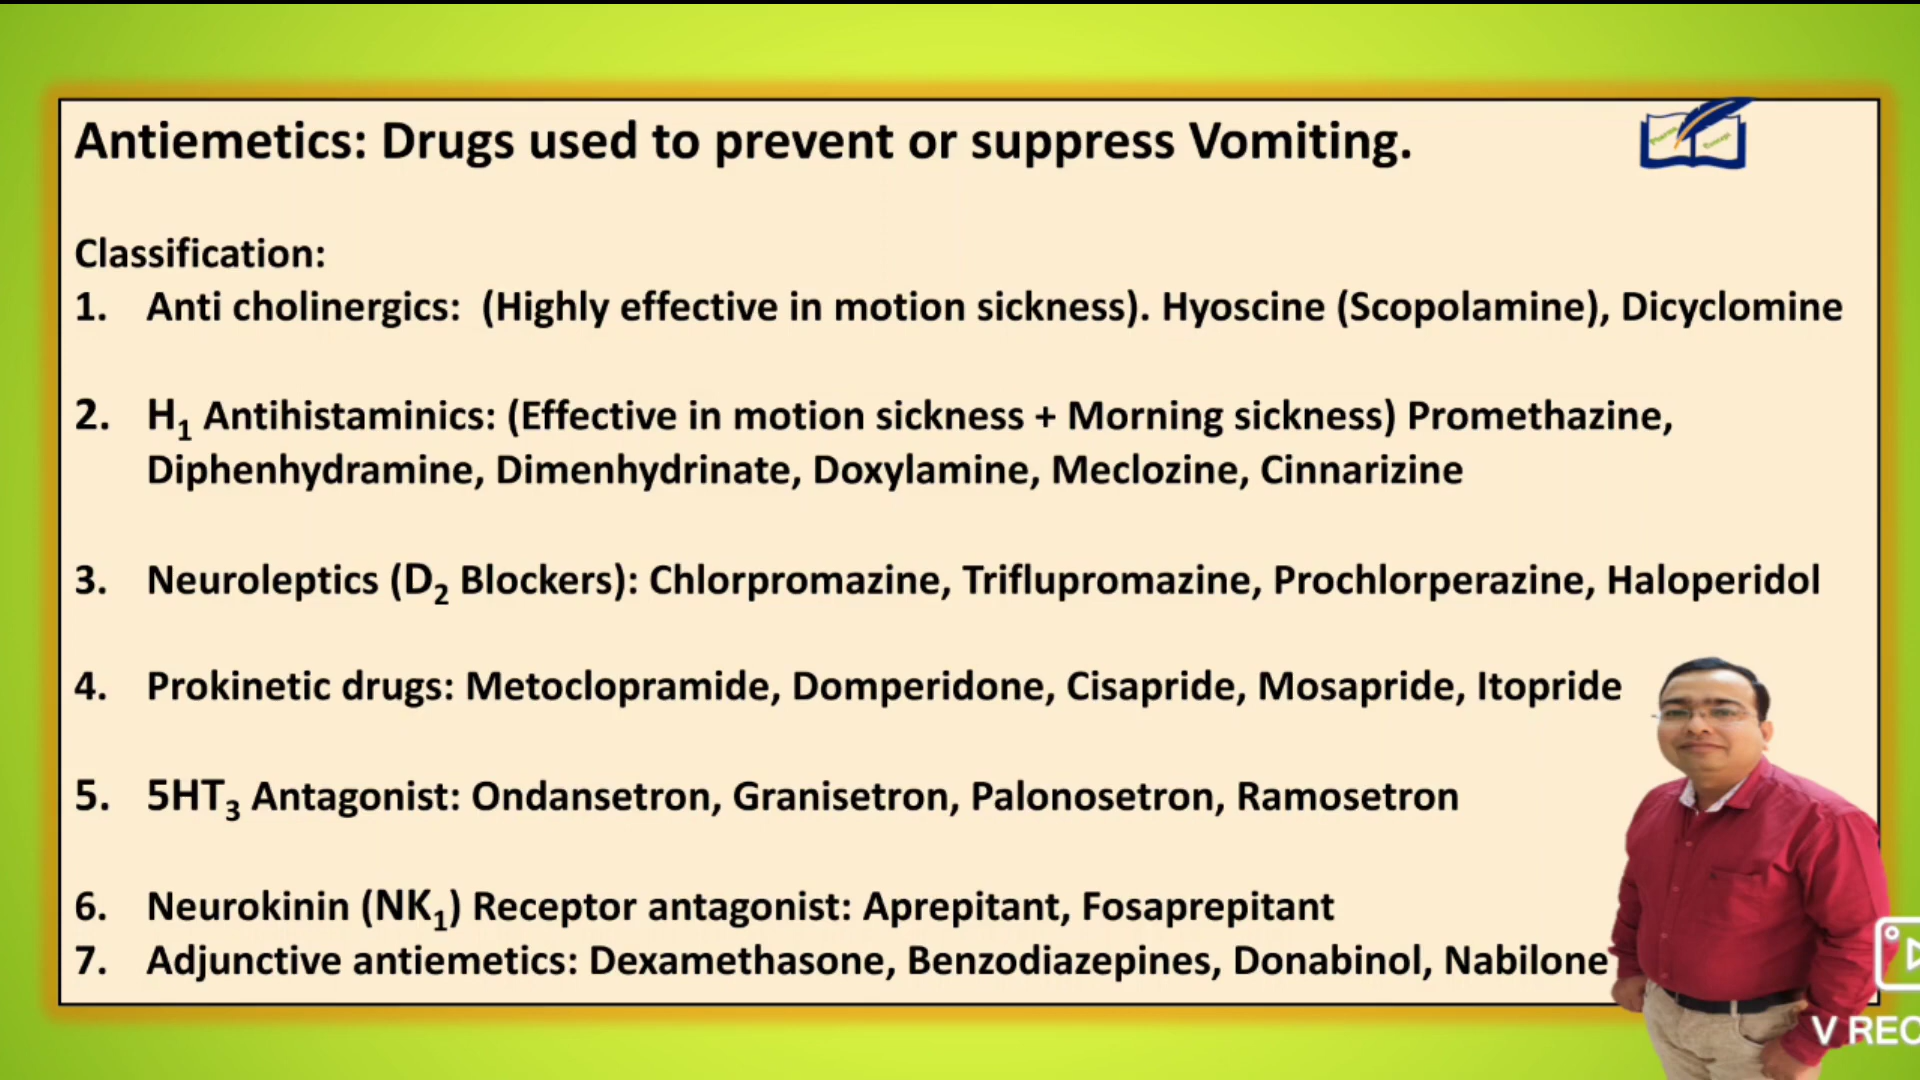 Antiemetics: Drugs used to prevent or suppress Vomiting.
Classification:
1. Anti cholinergics: (Highly effective in motion sickness). Hyoscine (Scopolamine), Dicyclomine
2. H₁ Antihistaminics: (Effective in motion sickness + Morning sickness) Promethazine,
Diphenhydramine, Dimenhydrinate, Doxylamine, Meclozine, Cinnarizine
3. Neuroleptics (D₂ Blockers): Chlorpromazine, Triflupromazine, Prochlorperazine, Haloperidol
4. Prokinetic drugs: Metoclopramide, Domperidone, Cisapride, Mosapride, Itopride
5. 5HT₃ Antagonist: Ondansetron, Granisetron, Palonosetron, Ramosetron
6. Neurokinin (NK₁) Receptor antagonist: Aprepitant, Fosaprepitant
7. Adjunctive antiemetics: Dexamethasone, Benzodiazepines, Donabinol, Nabilone
V REC